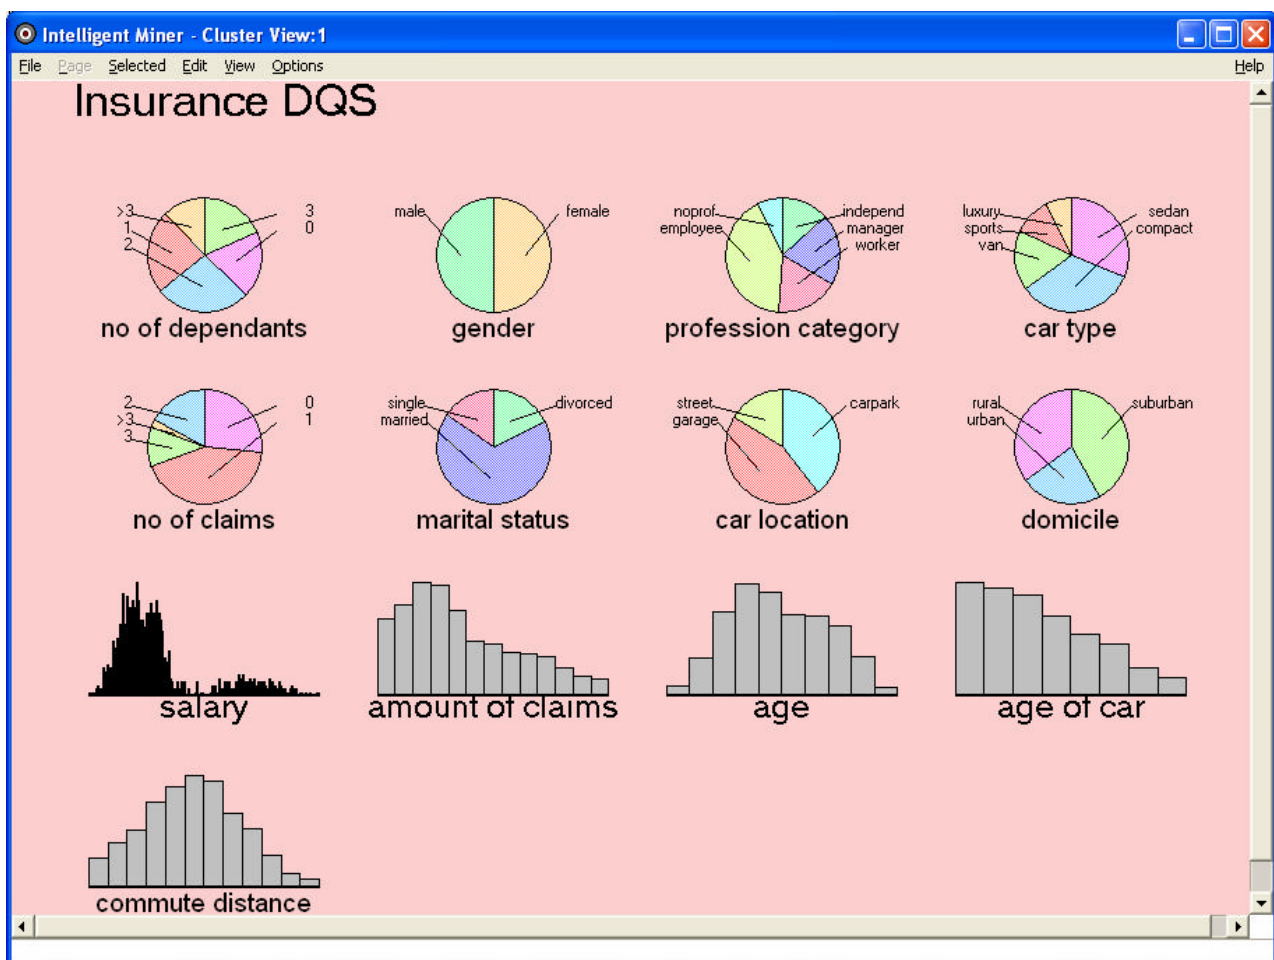 Intelligent Miner - Cluster View:1
File Page Selected Edit View Options Help
Insurance DQS
>3 3
1 0
2
no of dependants
male female
gender
noprof independ
employee manager
worker
profession category
luxury sedan
sports compact
van
car type
2 0
>3 1
3
no of claims
single divorced
married
marital status
street carpark
garage
car location
rural suburban
urban
domicile
salary
amount of claims
age
age of car
commute distance